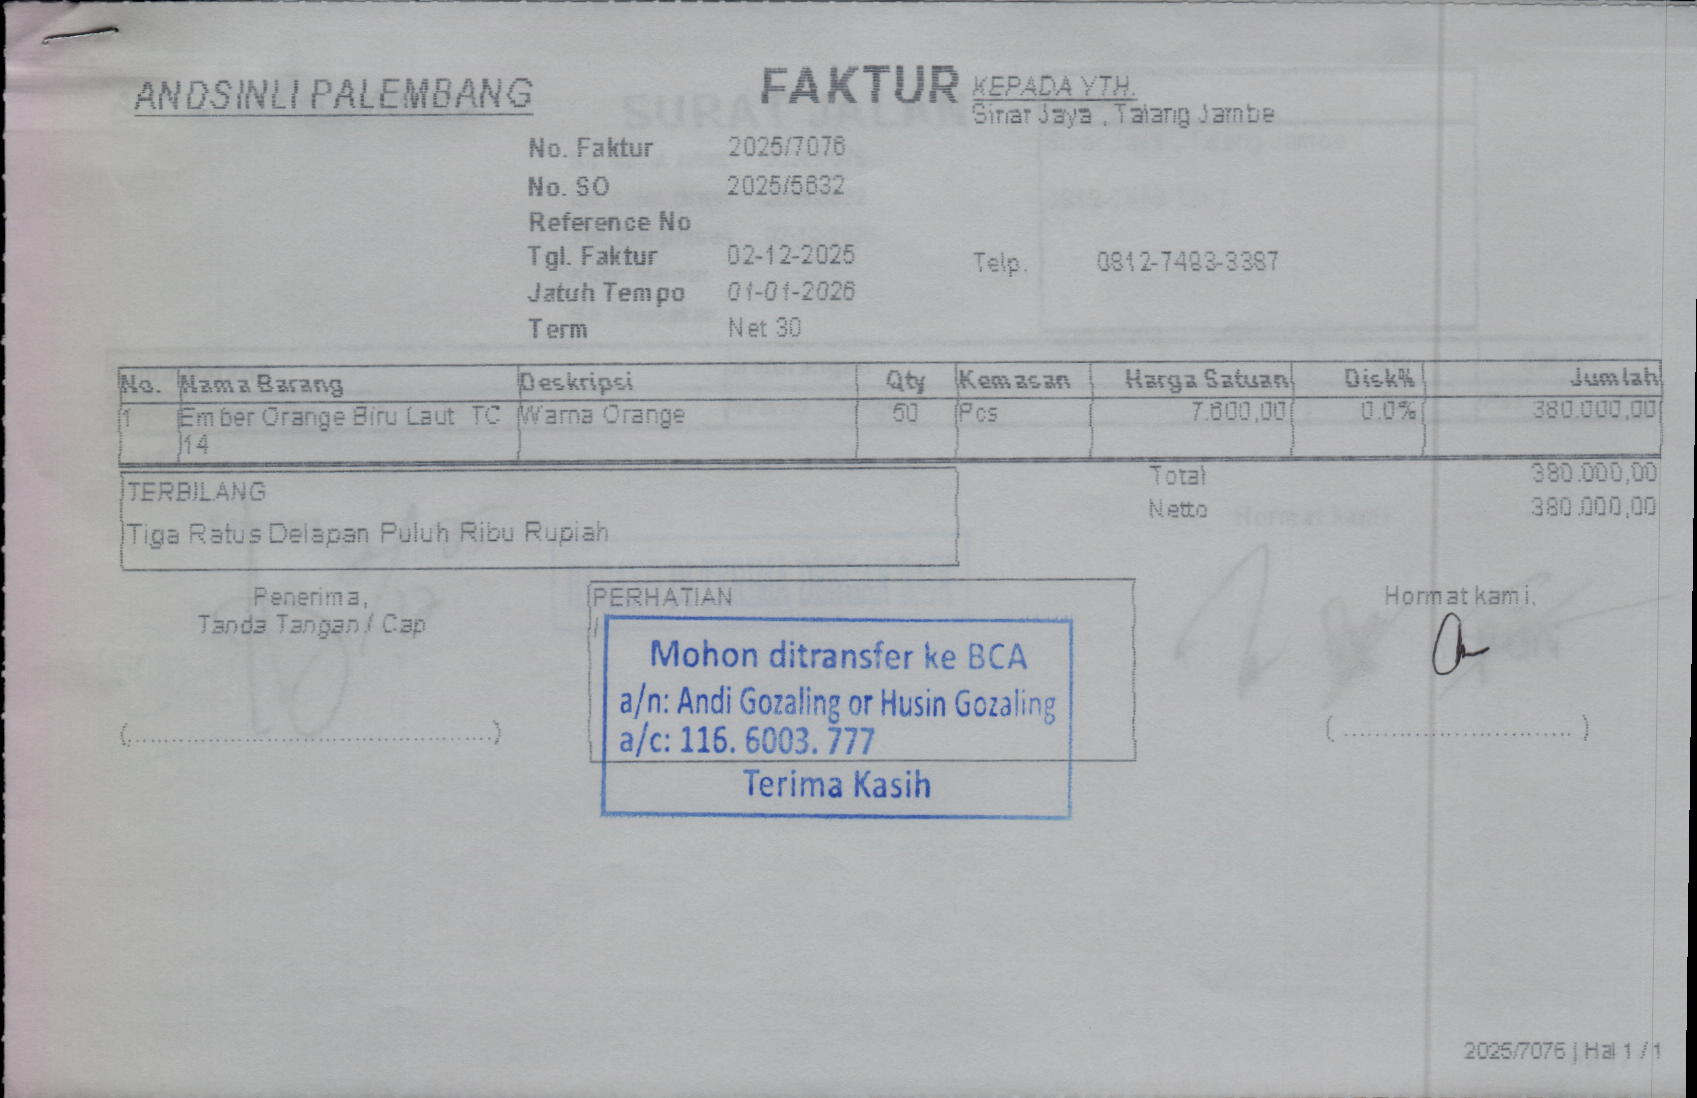 ANDSINLI PALEMBANG
FAKTUR
KEPADA YTH.
Sinar Jaya , Talang Jambe
No. Faktur 2025/7076
No. SO 2025/5632
Reference No
Tgl. Faktur 02-12-2025
Telp. 0812-7493-3387
Jatuh Tempo 01-01-2026
Term Net 30
No. Nama Barang Deskripsi Qty Kemasan Harga Satuan Disk% Jumlah
1 Ember Orange Biru Laut TC Warna Orange 50 Pcs 7.600,00 0.0% 380.000,00
14
Total 380.000,00
TERBILANG
Netto 380.000,00
Tiga Ratus Delapan Puluh Ribu Rupiah
Penerima,
Tanda Tangan / Cap
PERHATIAN
Mohon ditransfer ke BCA
a/n: Andi Gozaling or Husin Gozaling
a/c: 116. 6003. 777
Terima Kasih
Hormat kami,
(............................................)
(............................)
2025/7076 | Hal 1 / 1